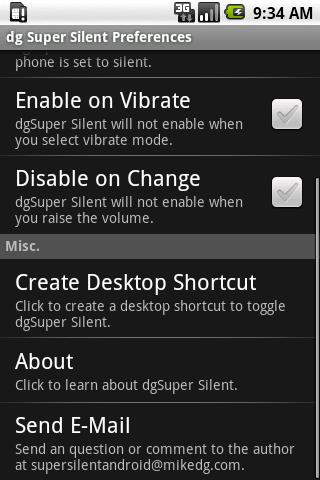 3G
9:34 AM
dg Super Silent Preferences
phone is set to silent.
Enable on Vibrate
dgSuper Silent will not enable when
you select vibrate mode.
Disable on Change
dgSuper Silent will not enable when
you raise the volume.
Misc.
Create Desktop Shortcut
Click to create a desktop shortcut to toggle
dgSuper Silent.
About
Click to learn about dgSuper Silent.
Send E-Mail
Send an question or comment to the author
at supersilentandroid@mikedg.com.